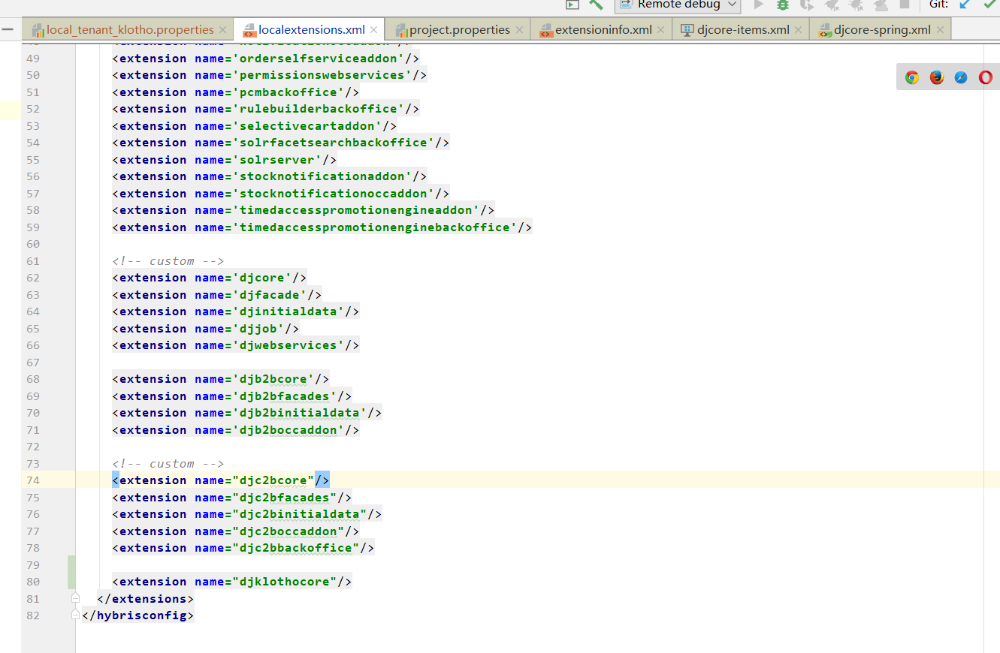 Remote debug
Git:
local_tenant_klotho.properties
localextensions.xml
project.properties
extensioninfo.xml
djcore-items.xml
djcore-spring.xml
49 <extension name='orderselfserviceaddon'/>
50 <extension name='permissionswebservices'/>
51 <extension name='pcmbackoffice'/>
52 <extension name='rulebuilderbackoffice'/>
53 <extension name='selectivecartaddon'/>
54 <extension name='solrfacetsearchbackoffice'/>
55 <extension name='solrserver'/>
56 <extension name='stocknotificationaddon'/>
57 <extension name='stocknotificationoccaddon'/>
58 <extension name='timedaccesspromotionengineaddon'/>
59 <extension name='timedaccesspromotionenginebackoffice'/>
60
61 <!-- custom -->
62 <extension name='djcore'/>
63 <extension name='djfacade'/>
64 <extension name='djinitialdata'/>
65 <extension name='djjob'/>
66 <extension name='djwebservices'/>
67
68 <extension name='djb2bcore'/>
69 <extension name='djb2bfacades'/>
70 <extension name='djb2binitialdata'/>
71 <extension name='djb2boccaddon'/>
72
73 <!-- custom -->
74 <extension name="djc2bcore"/>
75 <extension name="djc2bfacades"/>
76 <extension name="djc2binitialdata"/>
77 <extension name="djc2boccaddon"/>
78 <extension name="djc2bbackoffice"/>
79
80 <extension name="djklothocore"/>
81 </extensions>
82 </hybrisconfig>